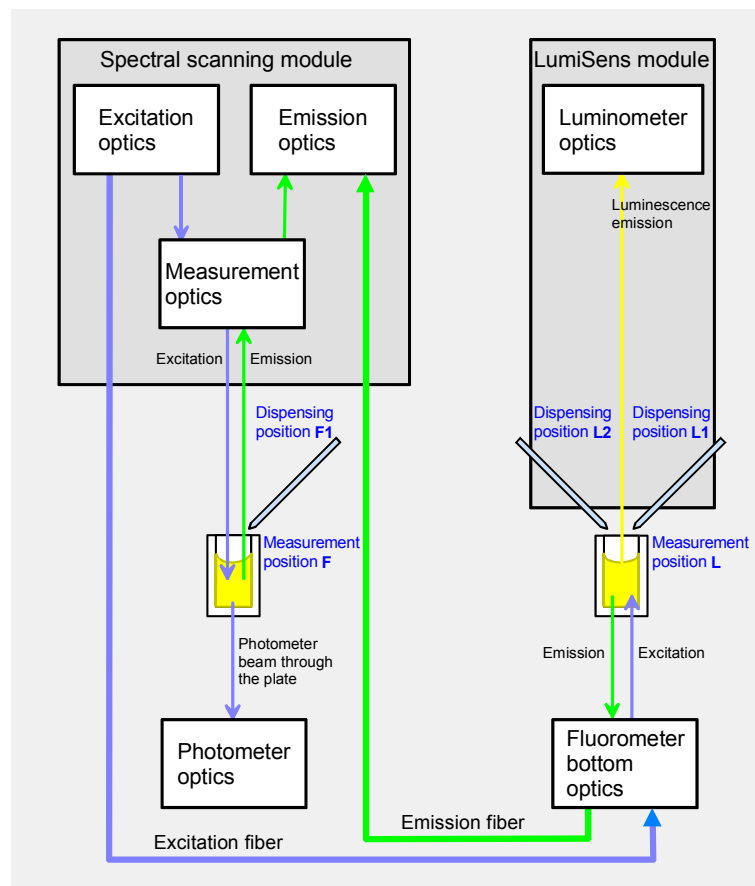 Spectral scanning module
Excitation
optics
Emission
optics
Measurement
optics
Excitation
Emission
Dispensing
position F1
Measurement
position F
Photometer
beam through
the plate
Photometer
optics
Excitation fiber
LumiSens module
Luminometer
optics
Luminescence
emission
Dispensing
position L2
Dispensing
position L1
Measurement
position L
Emission
Excitation
Fluorometer
bottom
optics
Emission fiber